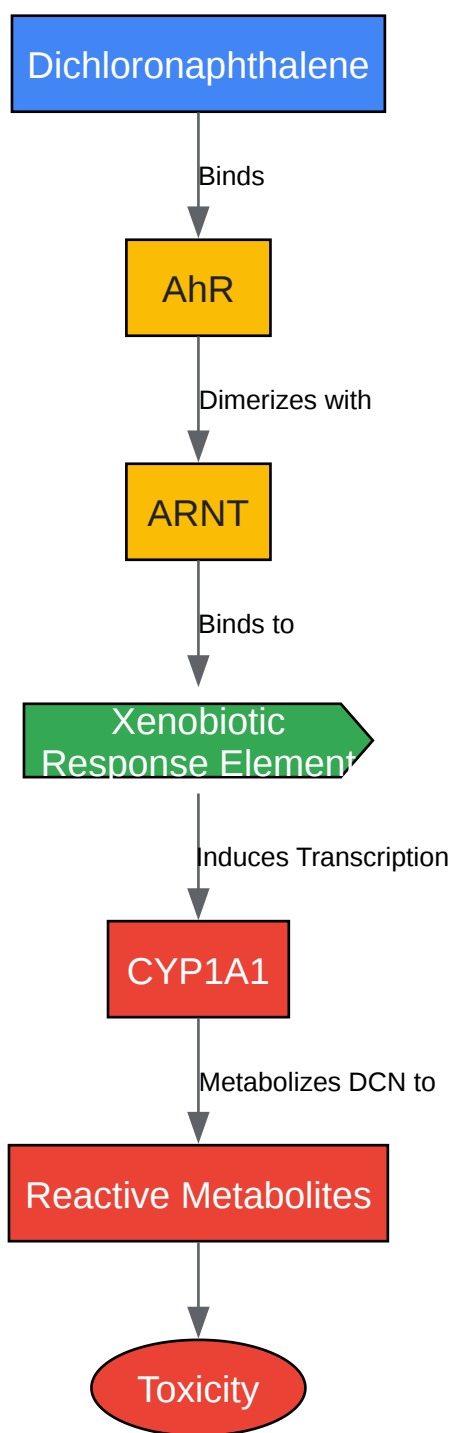 Dichloronaphthalene
Binds
AhR
Dimerizes with
ARNT
Binds to
Xenobiotic
Response Element
Induces Transcription
CYP1A1
Metabolizes DCN to
Reactive Metabolites
Toxicity